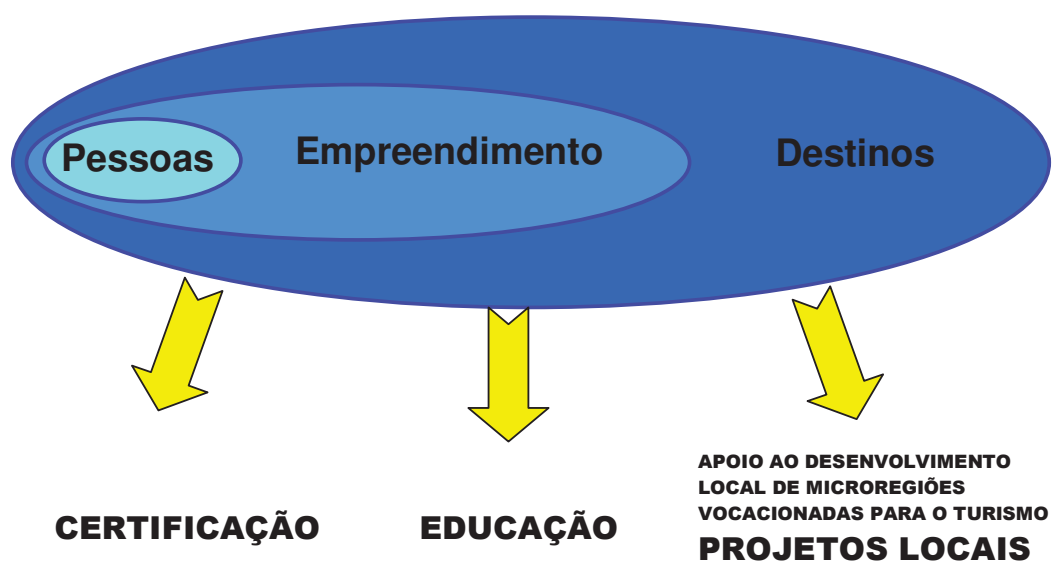 Pessoas
Empreendimento
Destinos
CERTIFICAÇÃO
EDUCAÇÃO
APOIO AO DESENVOLVIMENTO
LOCAL DE MICROREGIÕES
VOCACIONADAS PARA O TURISMO
PROJETOS LOCAIS